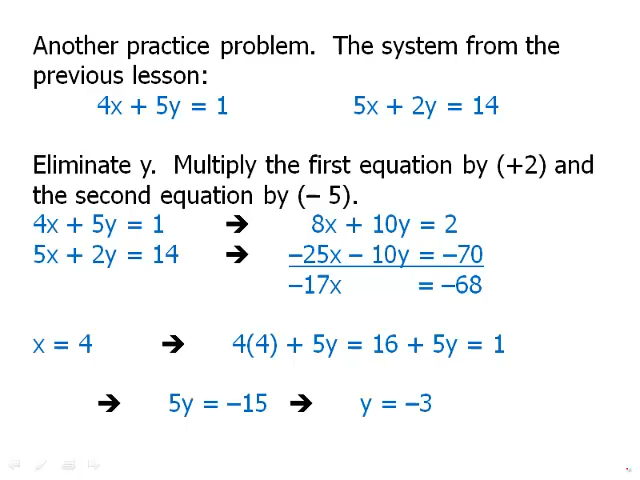 Another practice problem.  The system from the
previous lesson:
4x + 5y = 1 5x + 2y = 14
Eliminate y.  Multiply the first equation by (+2) and
the second equation by (– 5).
4x + 5y = 1 ➔ 8x + 10y = 2
5x + 2y = 14 ➔ –25x – 10y = –70
–17x = –68
x = 4 ➔ 4(4) + 5y = 16 + 5y = 1
➔ 5y = –15 ➔ y = –3